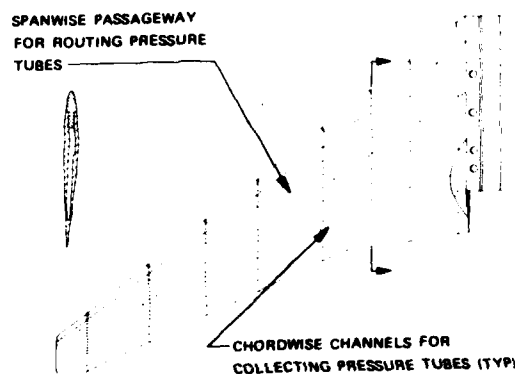 SPANWISE PASSAGEWAY
FOR ROUTING PRESSURE
TUBES
CHORDWISE CHANNELS FOR
COLLECTING PRESSURE TUBES (TYP)